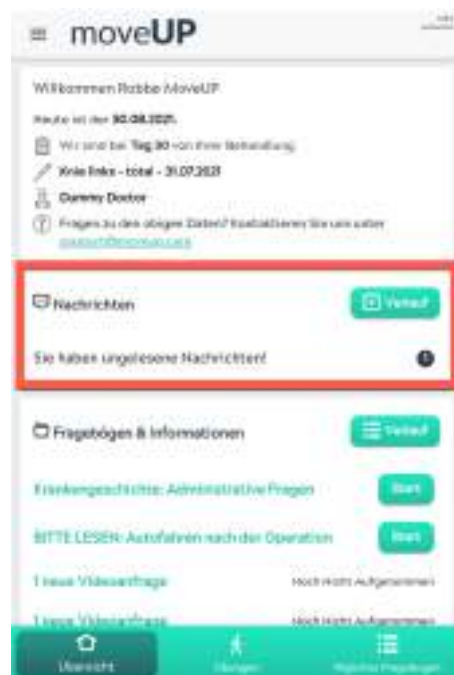 moveUP
Willkommen Robbe MoveUP
Heute ist der 30.08.2021.
Wir sind bei Tag 30 von Ihrer Behandlung
Knie links - total - 31.07.2021
Dummy Doctor
Fragen zu den obigen Daten? Kontaktieren Sie uns unter
Nachrichten
Verlauf
Sie haben ungelesene Nachrichten!
Fragebögen & Informationen
Verlauf
Krankengeschichte: Administrative Fragen
Start
BITTE LESEN: Autofahren nach der Operation
Start
1 neue Videoanfrage
Noch nicht Aufgenommen
1 neue Videoanfrage
Noch nicht Aufgenommen
Übersicht
Übungen